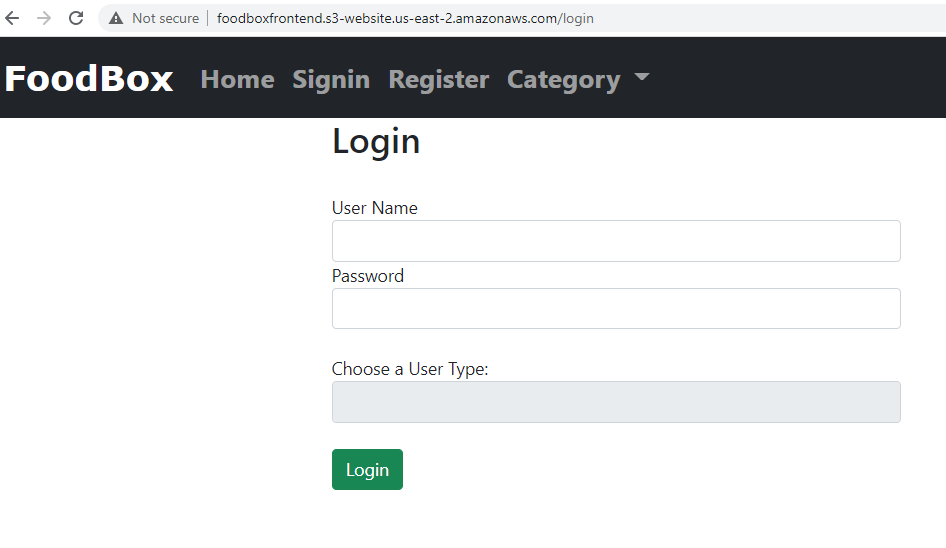 Not secure | foodboxfrontend.s3-website.us-east-2.amazonaws.com/login
FoodBox Home Signin Register Category
Login
User Name
Password
Choose a User Type:
Login